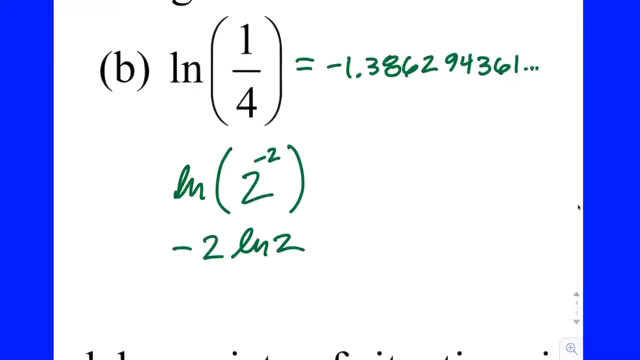 (b) ln(1/4) = -1.386294361...
ln(2^-2)
-2 ln 2